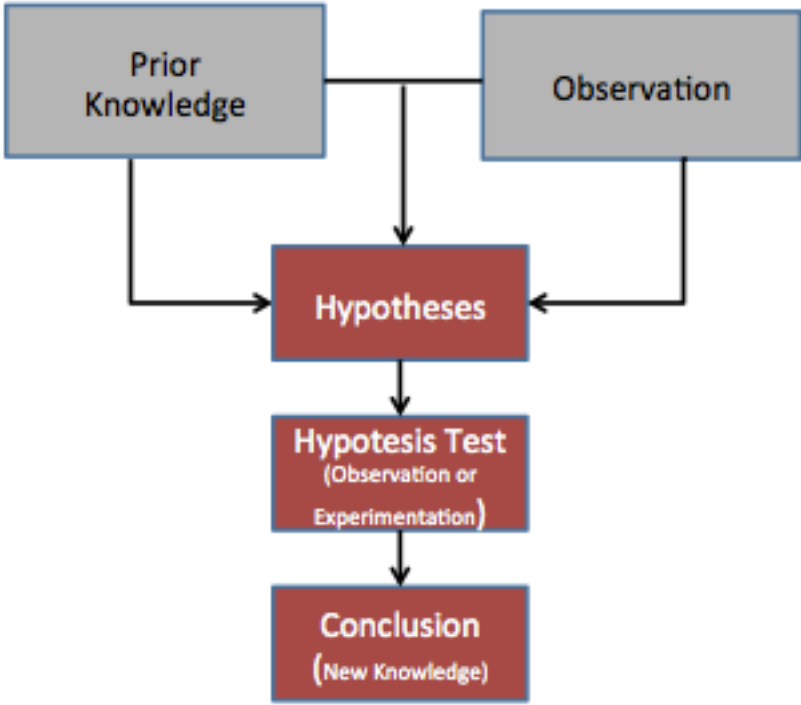 Prior
Knowledge
Observation
Hypotheses
Hypotesis Test
(Observation or
Experimentation)
Conclusion
(New Knowledge)